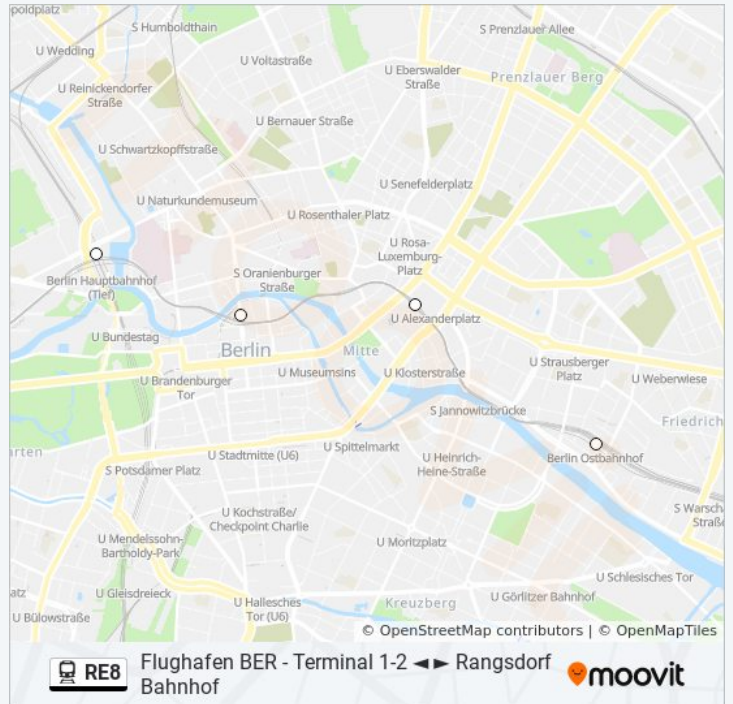 poldplatz
S Humboldthain
S Prenzlauer Allee
U Wedding
U Voltastraße
U Eberswalder
Straße
Prenzlauer Berg
U Reinickendorfer
Straße
U Bernauer Straße
U Schwartzkopffstraße
U Senefelderplatz
U Naturkundemuseum
U Rosenthaler Platz
U Rosa-
Luxemburg-
Platz
Berlin Hauptbahnhof
(Tief)
S Oranienburger
Straße
U Alexanderplatz
U Bundestag
Berlin
Mitte
U Strausberger
Platz
U Museumsins
U Klosterstraße
U Weberwiese
U Brandenburger
Tor
S Jannowitzbrücke
Friedrich
arten
U Stadtmitte (U6)
U Spittelmarkt
U Heinrich-
Heine-Straße
Berlin Ostbahnhof
S Potsdamer Platz
S Warsch
Straße
U Kochstraße/
Checkpoint Charlie
U Mendelssohn-
Bartholdy-Park
U Moritzplatz
U Schlesisches Tor
atz
U Gleisdreieck
U Hallesches
Tor (U6)
Kreuzberg
U Görlitzer Bahnhof
U Bülowstraße
© OpenStreetMap contributors | © OpenMapTiles
RE8
Flughafen BER - Terminal 1-2 ◄► Rangsdorf
Bahnhof
moovit